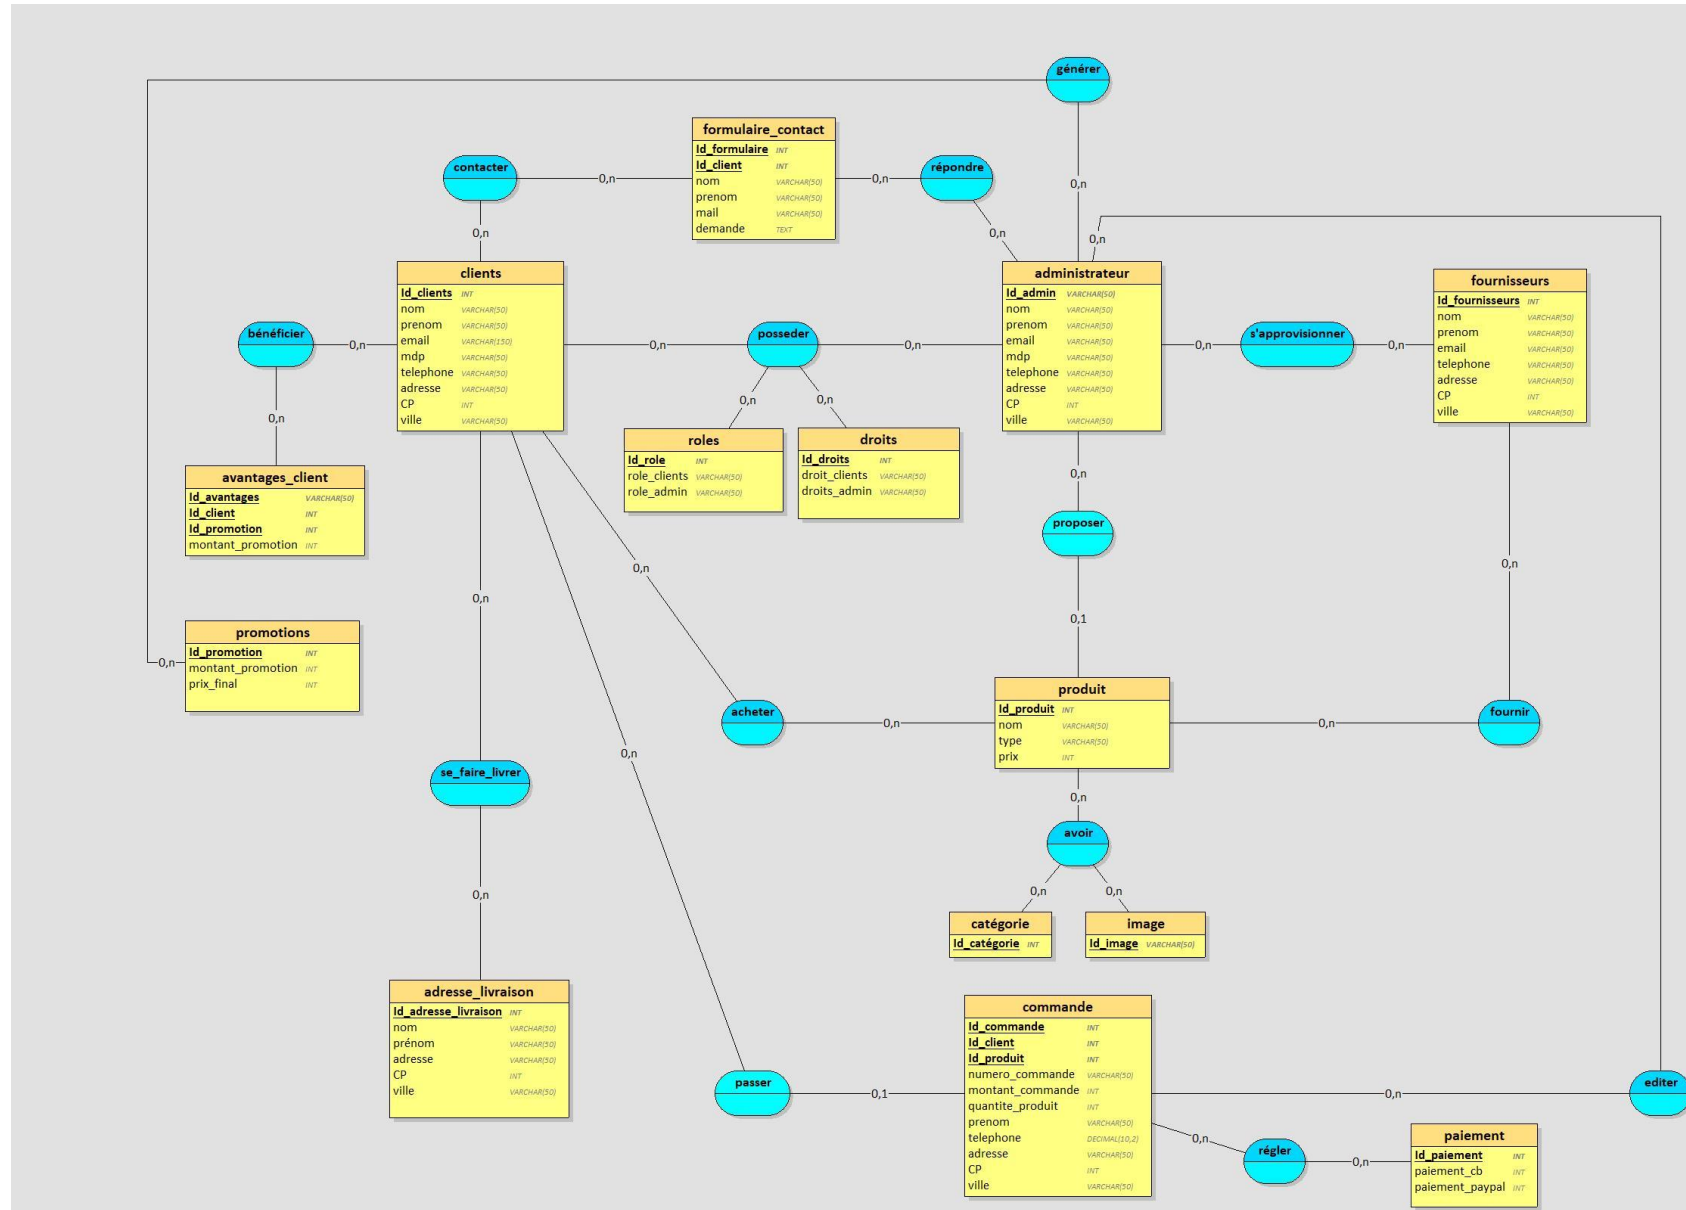 générer
0,n
formulaire_contact
Id_formulaire INT
Id_client INT
nom VARCHAR(50)
prenom VARCHAR(50)
mail VARCHAR(50)
demande TEXT
contacter
0,n
0,n
répondre
0,n
0,n
0,n
0,n
clients
Id_clients INT
nom VARCHAR(50)
prenom VARCHAR(50)
email VARCHAR(150)
mdp VARCHAR(50)
telephone VARCHAR(50)
adresse VARCHAR(50)
CP INT
ville VARCHAR(50)
administrateur
Id_admin VARCHAR(50)
nom VARCHAR(50)
prenom VARCHAR(50)
email VARCHAR(50)
mdp VARCHAR(50)
telephone VARCHAR(50)
adresse VARCHAR(50)
CP INT
ville VARCHAR(50)
fournisseurs
Id_fournisseurs INT
nom VARCHAR(50)
prenom VARCHAR(50)
email VARCHAR(50)
telephone VARCHAR(50)
adresse VARCHAR(50)
CP INT
ville VARCHAR(50)
bénéficier
0,n
0,n
posseder
0,n
0,n
s'approvisionner
0,n
0,n
0,n
0,n
roles
Id_role INT
role_clients VARCHAR(50)
role_admin VARCHAR(50)
droits
Id_droits INT
droit_clients VARCHAR(50)
droits_admin VARCHAR(50)
avantages_client
Id_avantages VARCHAR(50)
Id_client INT
Id_promotion INT
montant_promotion INT
0,n
proposer
0,1
0,n
0,n
0,n
promotions
Id_promotion INT
montant_promotion INT
prix_final INT
0,n
produit
Id_produit INT
nom VARCHAR(50)
type VARCHAR(50)
prix INT
acheter
0,n
0,n
fournir
0,n
se_faire_livrer
0,n
0,n
avoir
0,n
0,n
catégorie
Id_catégorie INT
image
Id_image VARCHAR(50)
adresse_livraison
Id_adresse_livraison INT
nom VARCHAR(50)
prénom VARCHAR(50)
adresse VARCHAR(50)
CP INT
ville VARCHAR(50)
commande
Id_commande INT
Id_client INT
Id_produit INT
numero_commande VARCHAR(50)
montant_commande INT
quantite_produit INT
prenom VARCHAR(50)
telephone DECIMAL(10,2)
adresse VARCHAR(50)
CP INT
ville VARCHAR(50)
passer
0,1
0,n
editer
0,n
régler
0,n
paiement
Id_paiement INT
paiement_cb INT
paiement_paypal INT